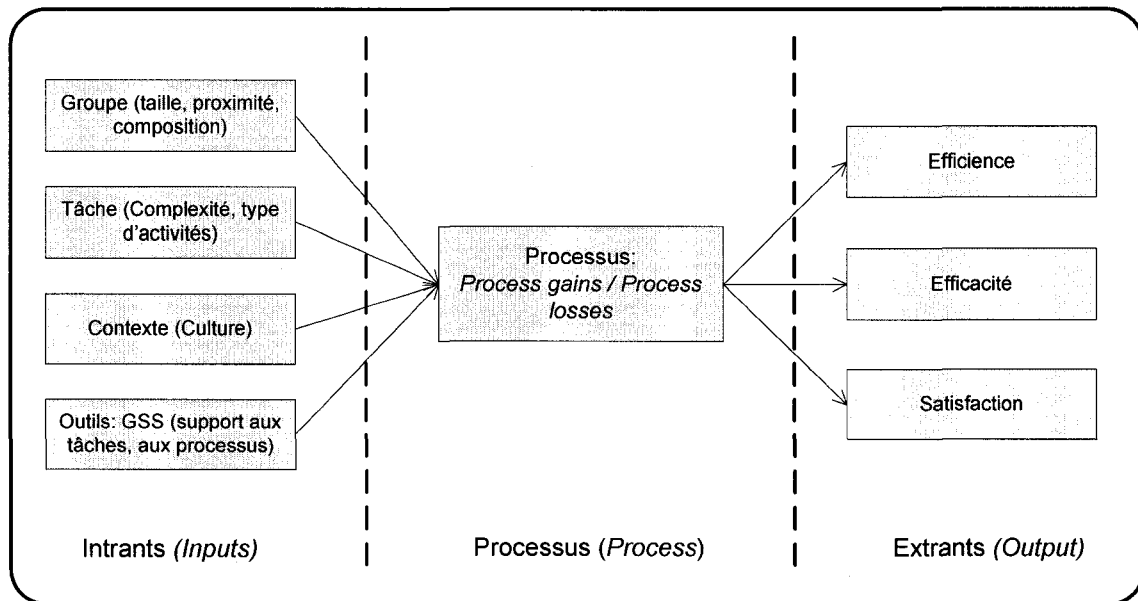 Groupe (taille, proximité,
composition)
Tâche (Complexité, type
d'activités)
Contexte (Culture)
Outils: GSS (support aux
tâches, aux processus)
Processus:
Process gains / Process
losses
Efficience
Efficacité
Satisfaction
Intrants (Inputs)
Processus (Process)
Extrants (Output)